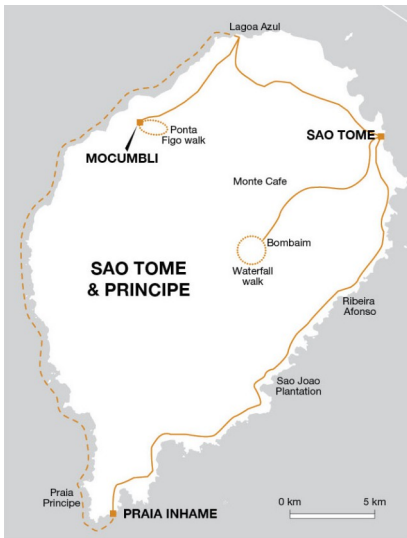 Lagoa Azul
Ponta
Figo walk
SAO TOME
MOCUMBLI
Monte Cafe
Bombaim
SAO TOME
& PRINCIPE
Waterfall
walk
Ribeira
Afonso
Sao Joao
Plantation
Praia
Principe
PRAIA INHAME
0 km
5 km